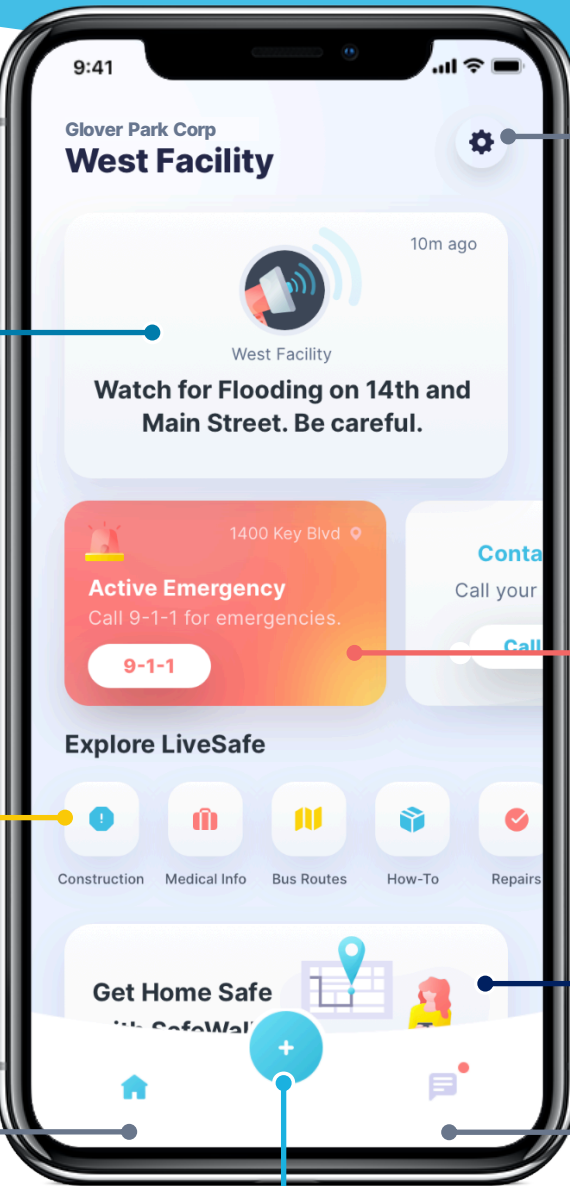 9:41
Glover Park Corp
West Facility
10m ago
West Facility
Watch for Flooding on 14th and
Main Street. Be careful.
1400 Key Blvd
Active Emergency
Call 9-1-1 for emergencies.
9-1-1
Call your
Call
Explore LiveSafe
Construction
Medical Info
Bus Routes
How-To
Repairs
Get Home Safe